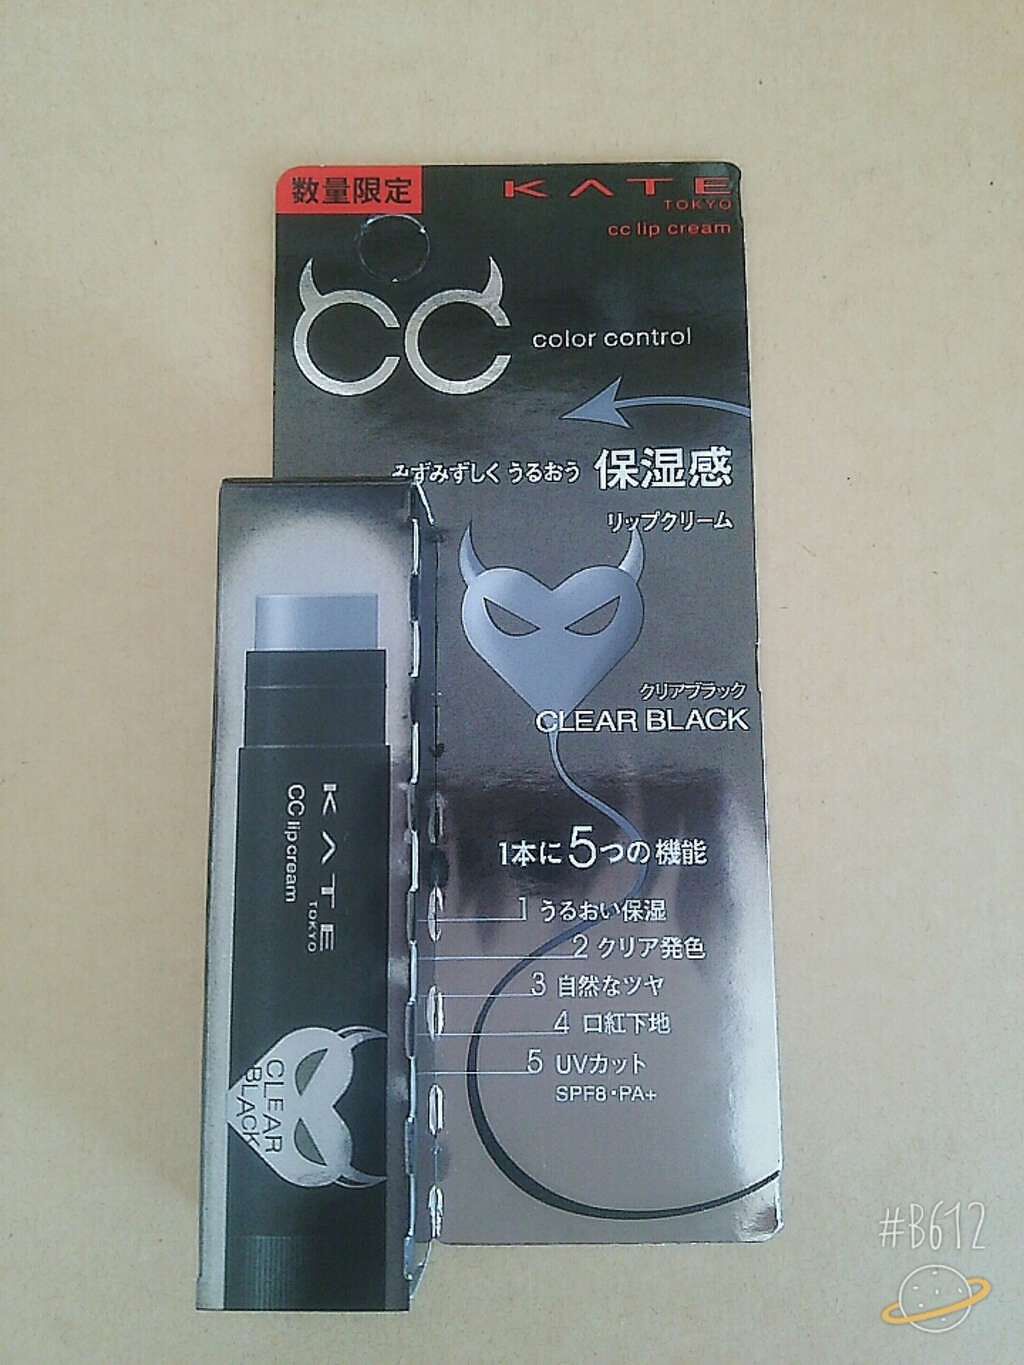 数量限定
KATE
TOKYO
cc lip cream
CC
color control
みずみずしく うるおう 保湿感
リップクリーム
クリアブラック
CLEAR BLACK
1本に5つの機能
1 うるおい保湿
2 クリア発色
3 自然なツヤ
4 口紅下地
5 UVカット
SPF8・PA+
KATE
TOKYO
CC lip cream
CLEAR
BLACK
#B612